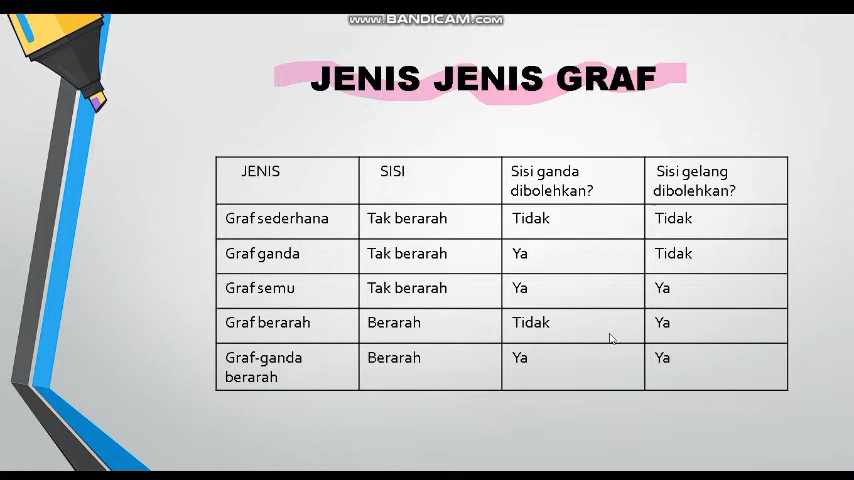 WWW.BANDICAM.COM
JENIS JENIS GRAF
JENIS SISI Sisi ganda dibolehkan? Sisi gelang dibolehkan?
Graf sederhana Tak berarah Tidak Tidak
Graf ganda Tak berarah Ya Tidak
Graf semu Tak berarah Ya Ya
Graf berarah Berarah Tidak Ya
Graf-ganda berarah Berarah Ya Ya